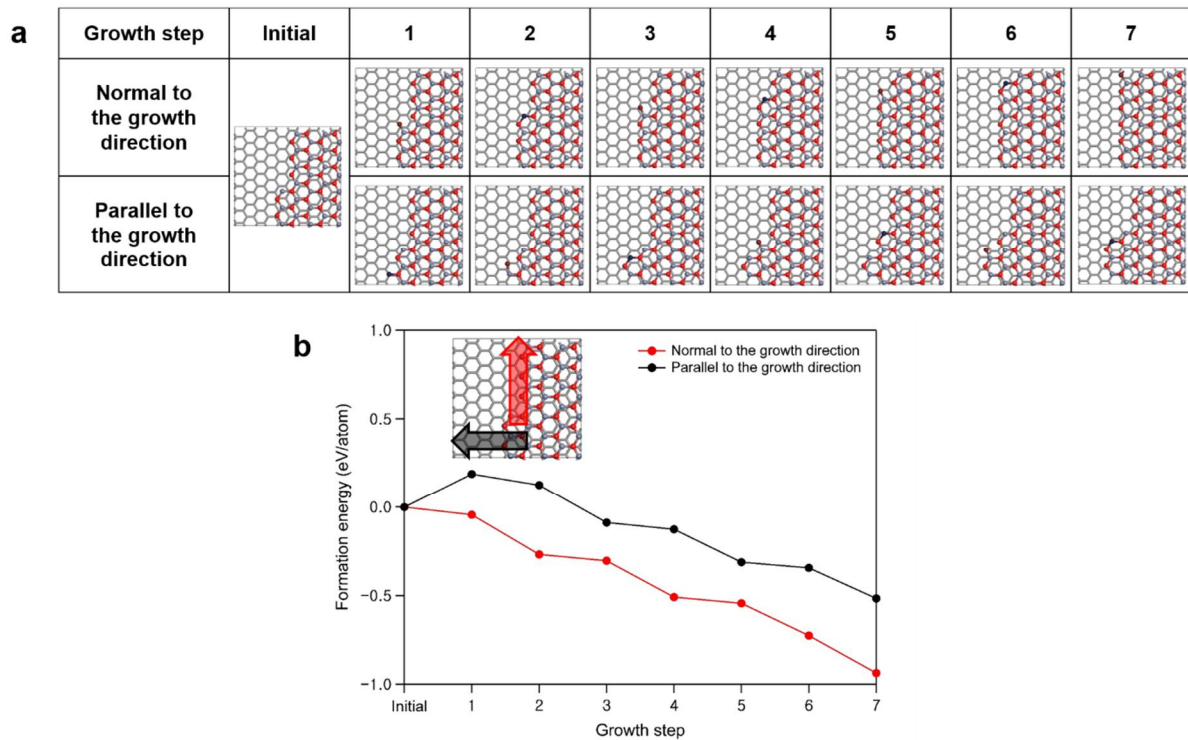 a
Growth step Initial 1 2 3 4 5 6 7
Normal to
the growth
direction
Parallel to
the growth
direction
b
1.0
0.5
0.0
-0.5
-1.0
Formation energy (eV/atom)
Normal to the growth direction
Parallel to the growth direction
Initial 1 2 3 4 5 6 7
Growth step